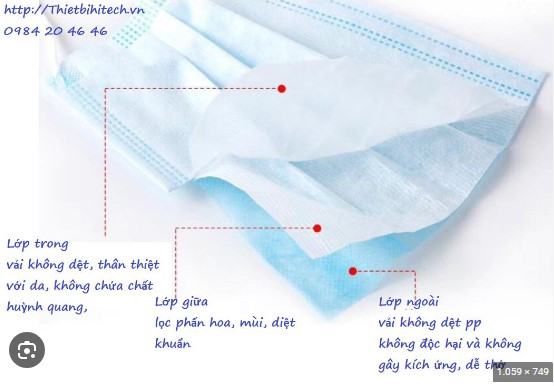 http://Thietbihitech.vn
0984 20 46 46
Lớp trong
vải không dệt, thân thiệt
với da, không chứa chất
huỳnh quang,
Lớp giữa
lọc phấn hoa, mùi, diệt
khuẩn
Lớp ngoài
vải không dệt pp
không độc hại và không
gây kích ứng, dễ thở
1.059 × 749